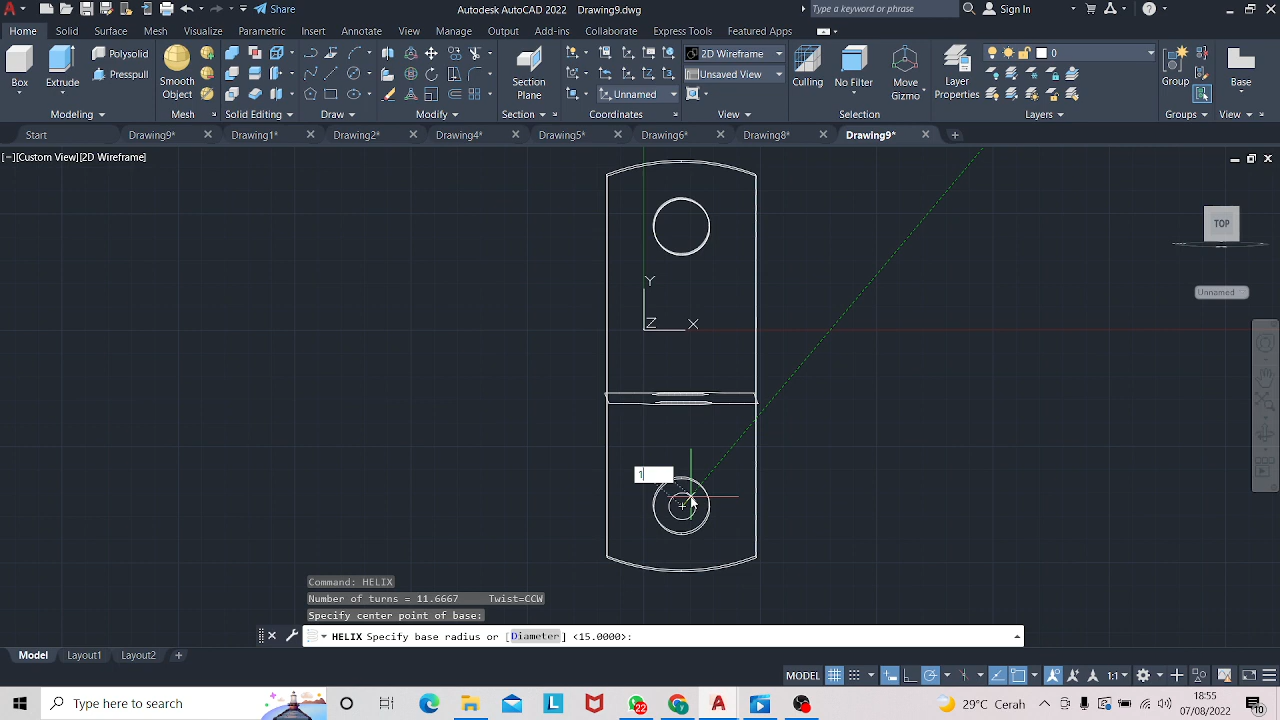 Share
Autodesk AutoCAD 2022 Drawing9.dwg
Type a keyword or phrase
Sign In
Home Solid Surface Mesh Visualize Parametric Insert Annotate View Manage Output Add-ins Collaborate Express Tools Featured Apps
Box
Extrude
Polysolid
Presspull
Smooth
Object
Section
Plane
2D Wireframe
Unsaved View
Unnamed
Culling
No Filter
Move
Gizmo
Layer
Properties
0
Group
Base
Modeling
Mesh
Solid Editing
Draw
Modify
Section
Coordinates
View
Selection
Layers
Groups
Start
Drawing9*
Drawing1*
Drawing2*
Drawing4*
Drawing5*
Drawing6*
Drawing8*
Drawing9*
[−][Custom View][2D Wireframe]
TOP
Unnamed
Y
Z X
1
Command: HELIX
Number of turns = 11.6667 Twist=CCW
Specify center point of base:
HELIX Specify base radius or [Diameter] <15.0000>:
Model Layout1 Layout2
MODEL
1:1
Type here to search
22
29°C Cerah
18:55
07/08/2022
10